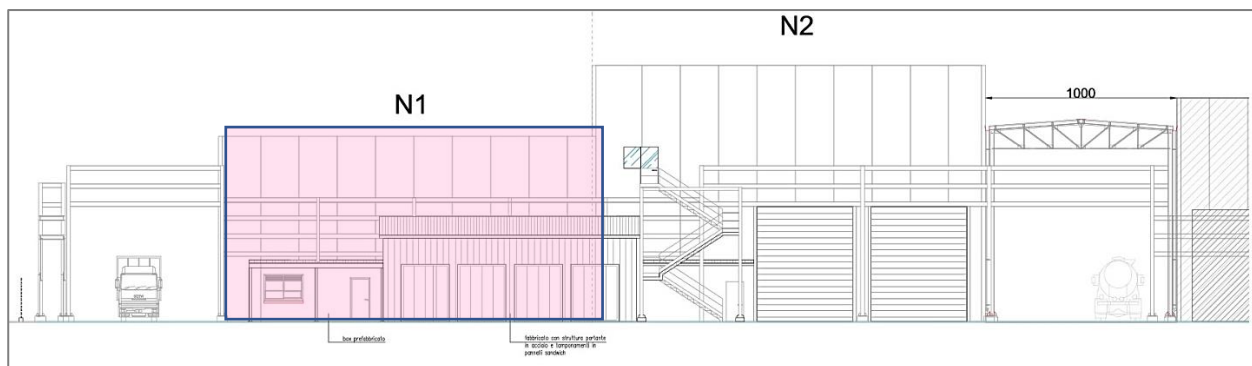 N2
N1
1000
box prefabbricato
fabbricato con struttura portante
in acciaio e tamponamenti in
pannelli sandwich